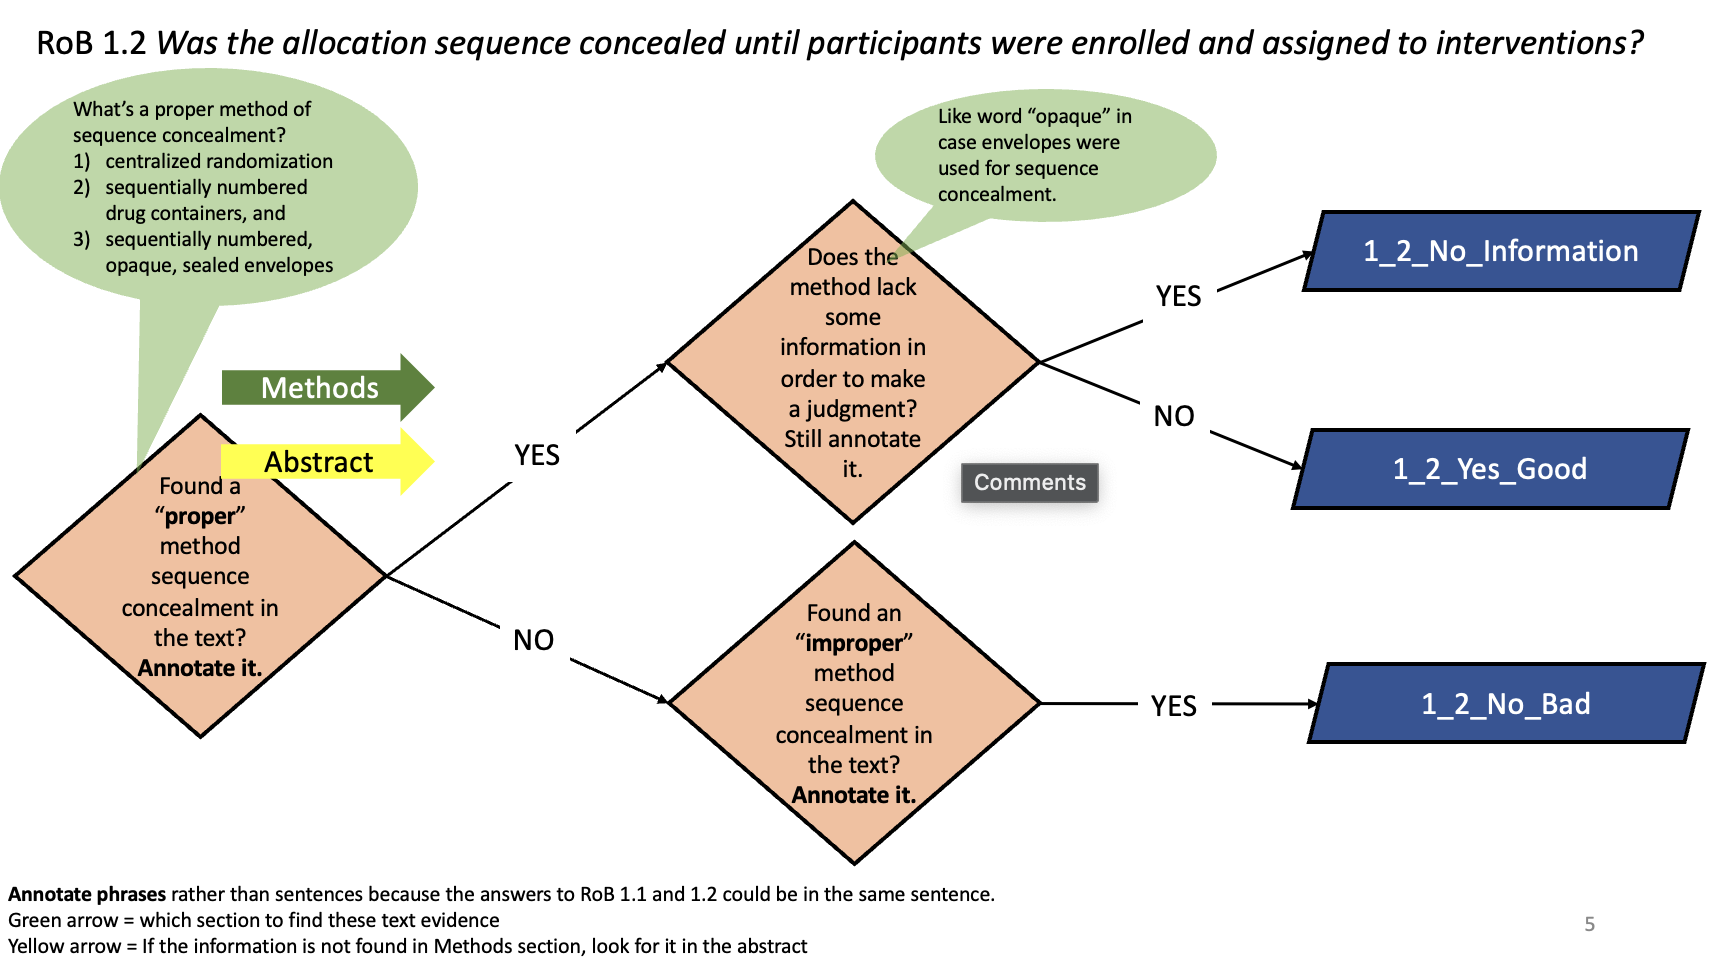 RoB 1.2 Was the allocation sequence concealed until participants were enrolled and assigned to interventions?
What's a proper method of
sequence concealment?
1) centralized randomization
2) sequentially numbered
drug containers, and
3) sequentially numbered,
opaque, sealed envelopes
Like word “opaque” in
case envelopes were
used for sequence
concealment.
Methods
Abstract
Found a
“proper”
method
sequence
concealment in
the text?
Annotate it.
YES
NO
Does the
method lack
some
information in
order to make
a judgment?
Still annotate
it.
Comments
Found an
“improper”
method
sequence
concealment in
the text?
Annotate it.
YES
NO
YES
1_2_No_Information
1_2_Yes_Good
1_2_No_Bad
Annotate phrases rather than sentences because the answers to RoB 1.1 and 1.2 could be in the same sentence.
Green arrow = which section to find these text evidence
Yellow arrow = If the information is not found in Methods section, look for it in the abstract
5